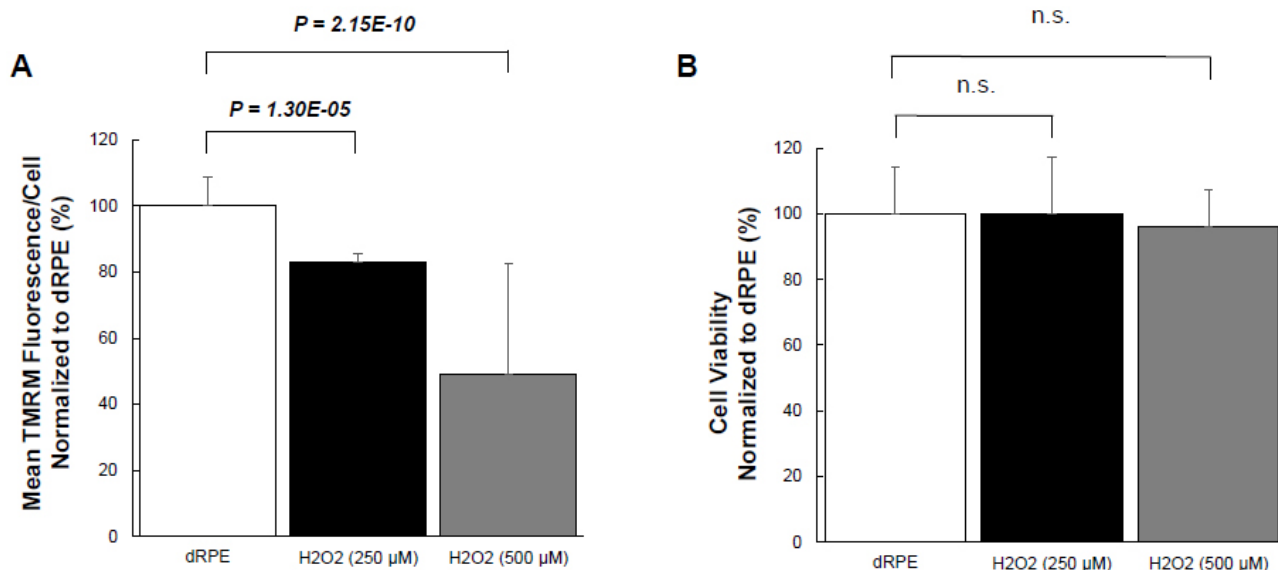 P = 2.15E-10
A
P = 1.30E-05
120
100
80
60
40
20
0
Mean TMRM Fluorescence/Cell
Normalized to dRPE (%)
dRPE
H2O2 (250 µM)
H2O2 (500 µM)
n.s.
B
n.s.
120
100
80
60
40
20
0
Cell Viability
Normalized to dRPE (%)
dRPE
H2O2 (250 µM)
H2O2 (500 µM)